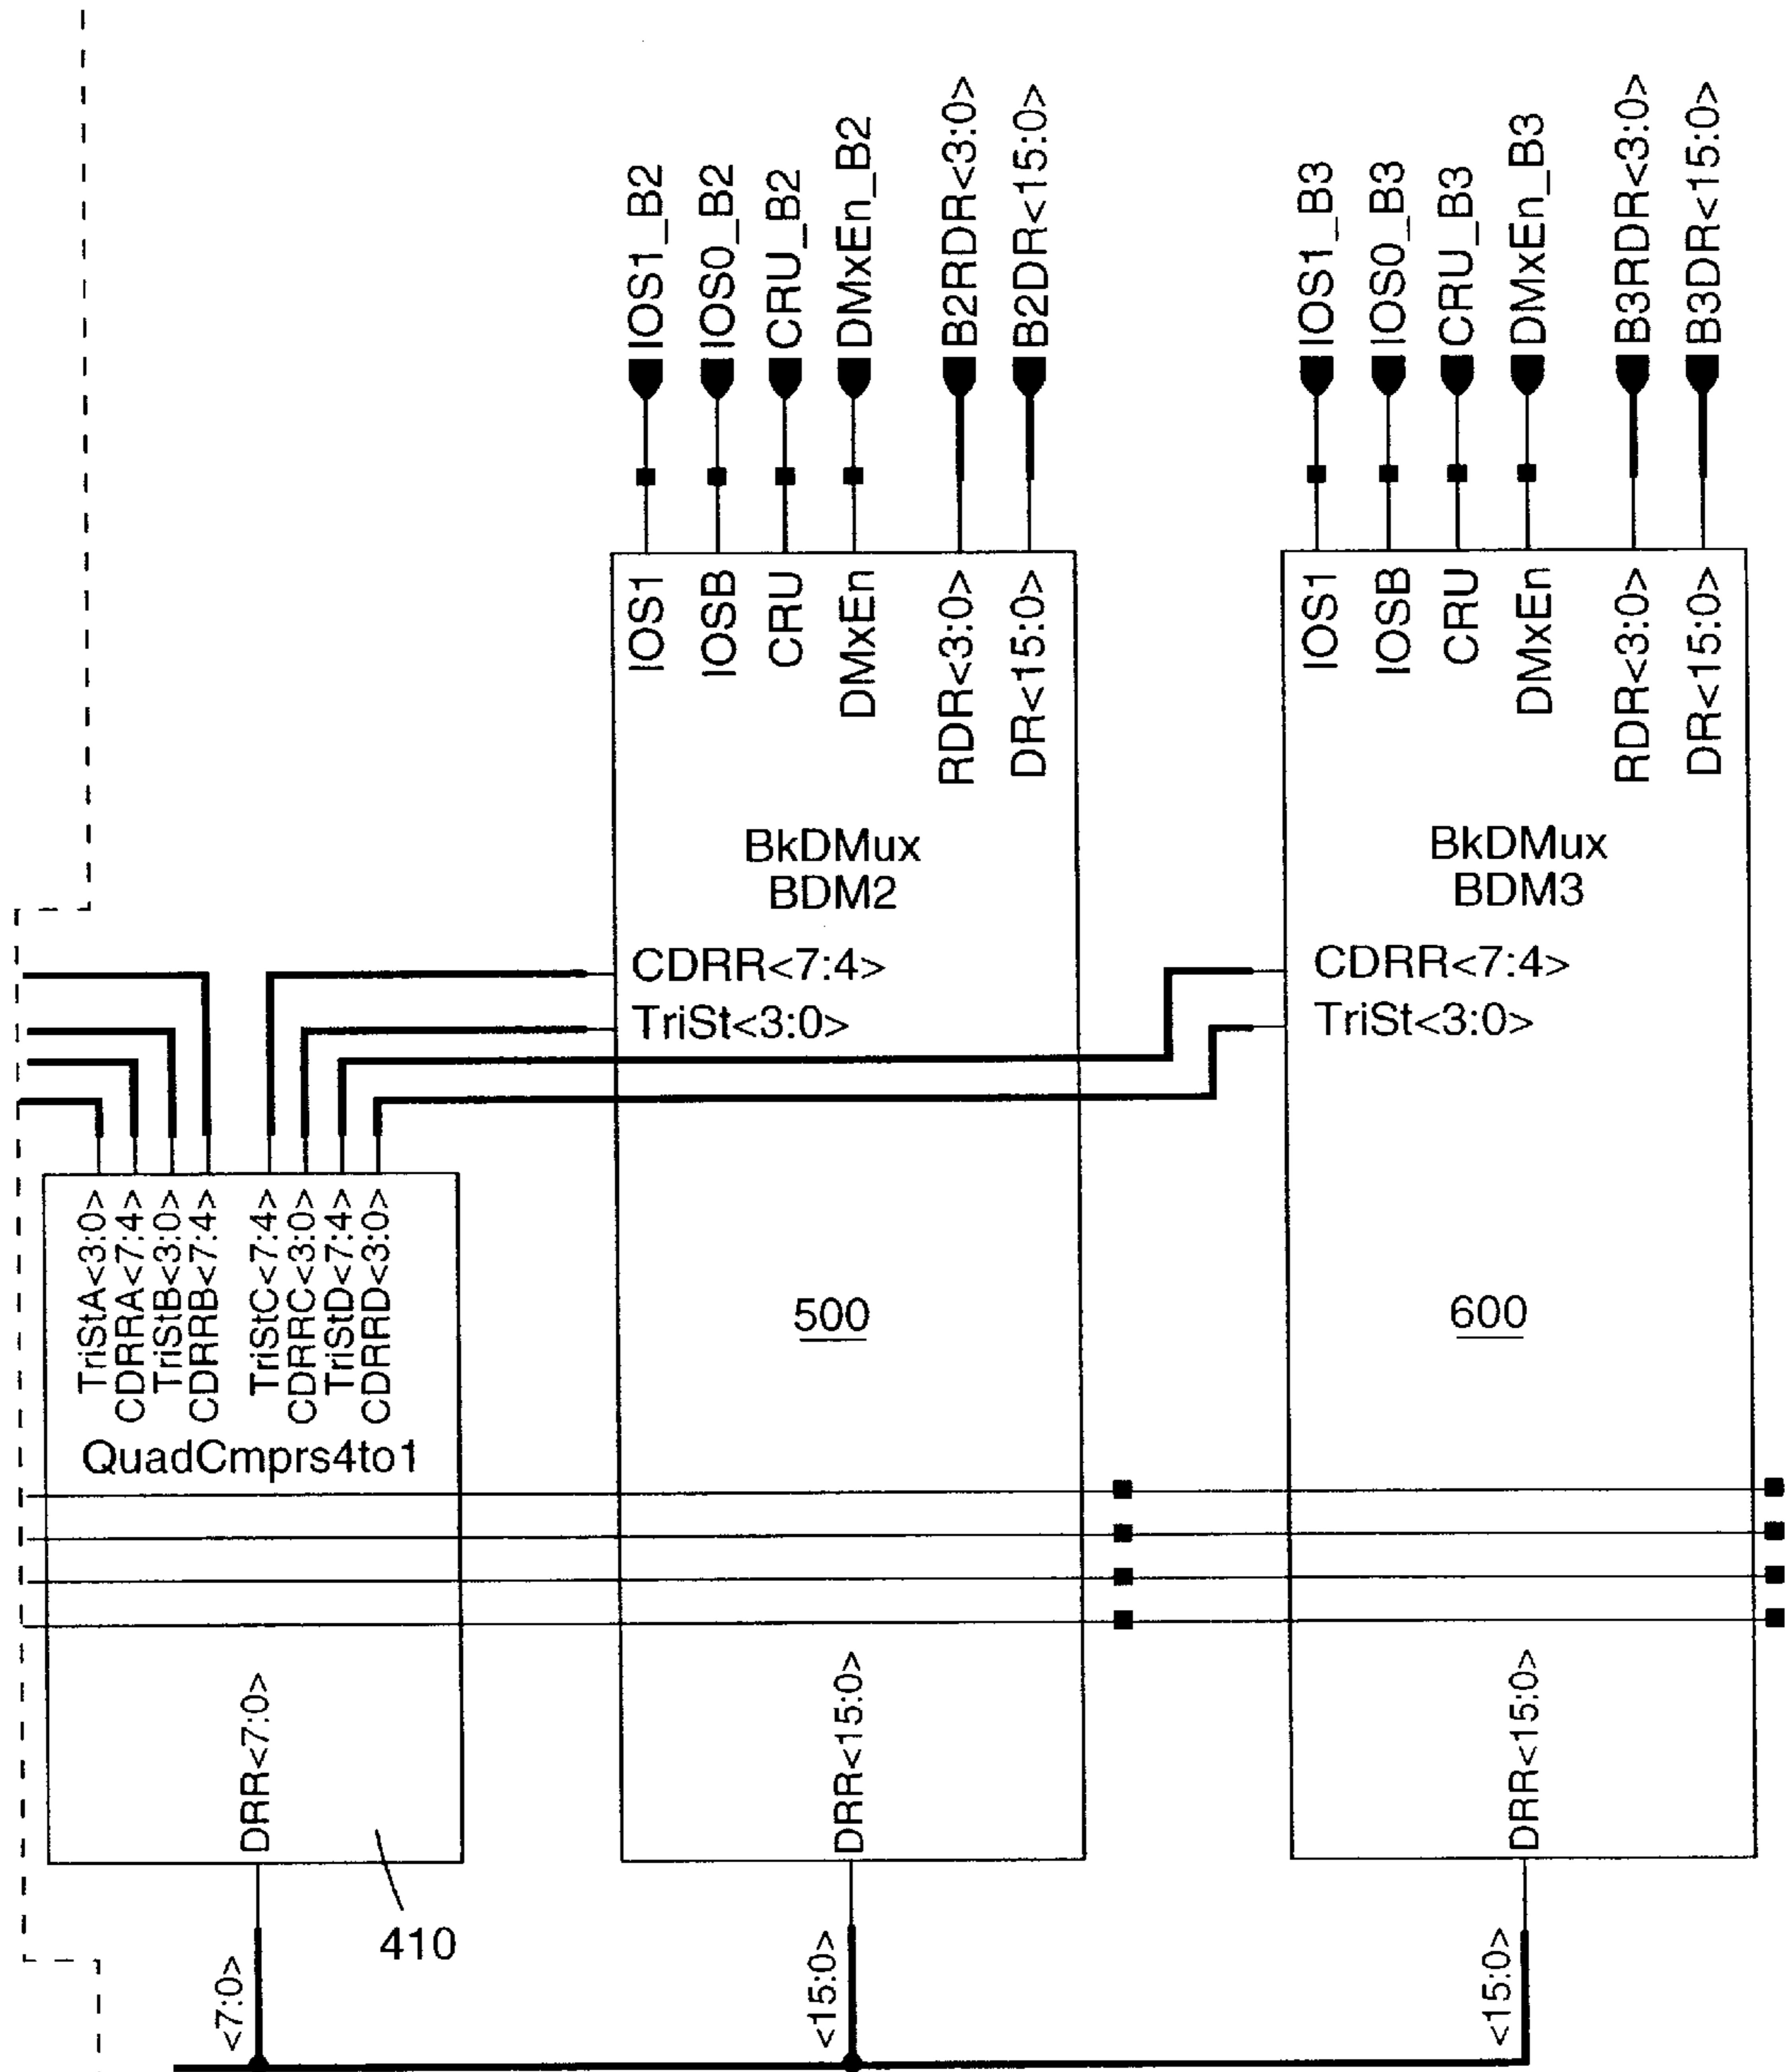 IOS1_B2
IOS0_B2
CRU_B2
DMxEn_B2
B2RDR<3:0>
B2DR<15:0>
IOS1_B3
IOS0_B3
CRU_B3
DMxEn_B3
B3RDR<3:0>
B3DR<15:0>
IOS1
IOSB
CRU
DMxEn
RDR<3:0>
DR<15:0>
IOS1
IOSB
CRU
DMxEn
RDR<3:0>
DR<15:0>
BkDMux
BDM2
BkDMux
BDM3
CDRR<7:4>
TriSt<3:0>
CDRR<7:4>
TriSt<3:0>
TriStA<3:0>
CDRRA<7:4>
TriStB<3:0>
CDRRB<7:4>
TriStC<7:4>
CDRRC<3:0>
TriStD<7:4>
CDRRD<3:0>
QuadCmprs4to1
500
600
DRR<7:0>
DRR<15:0>
DRR<15:0>
410
<7:0>
<15:0>
<15:0>